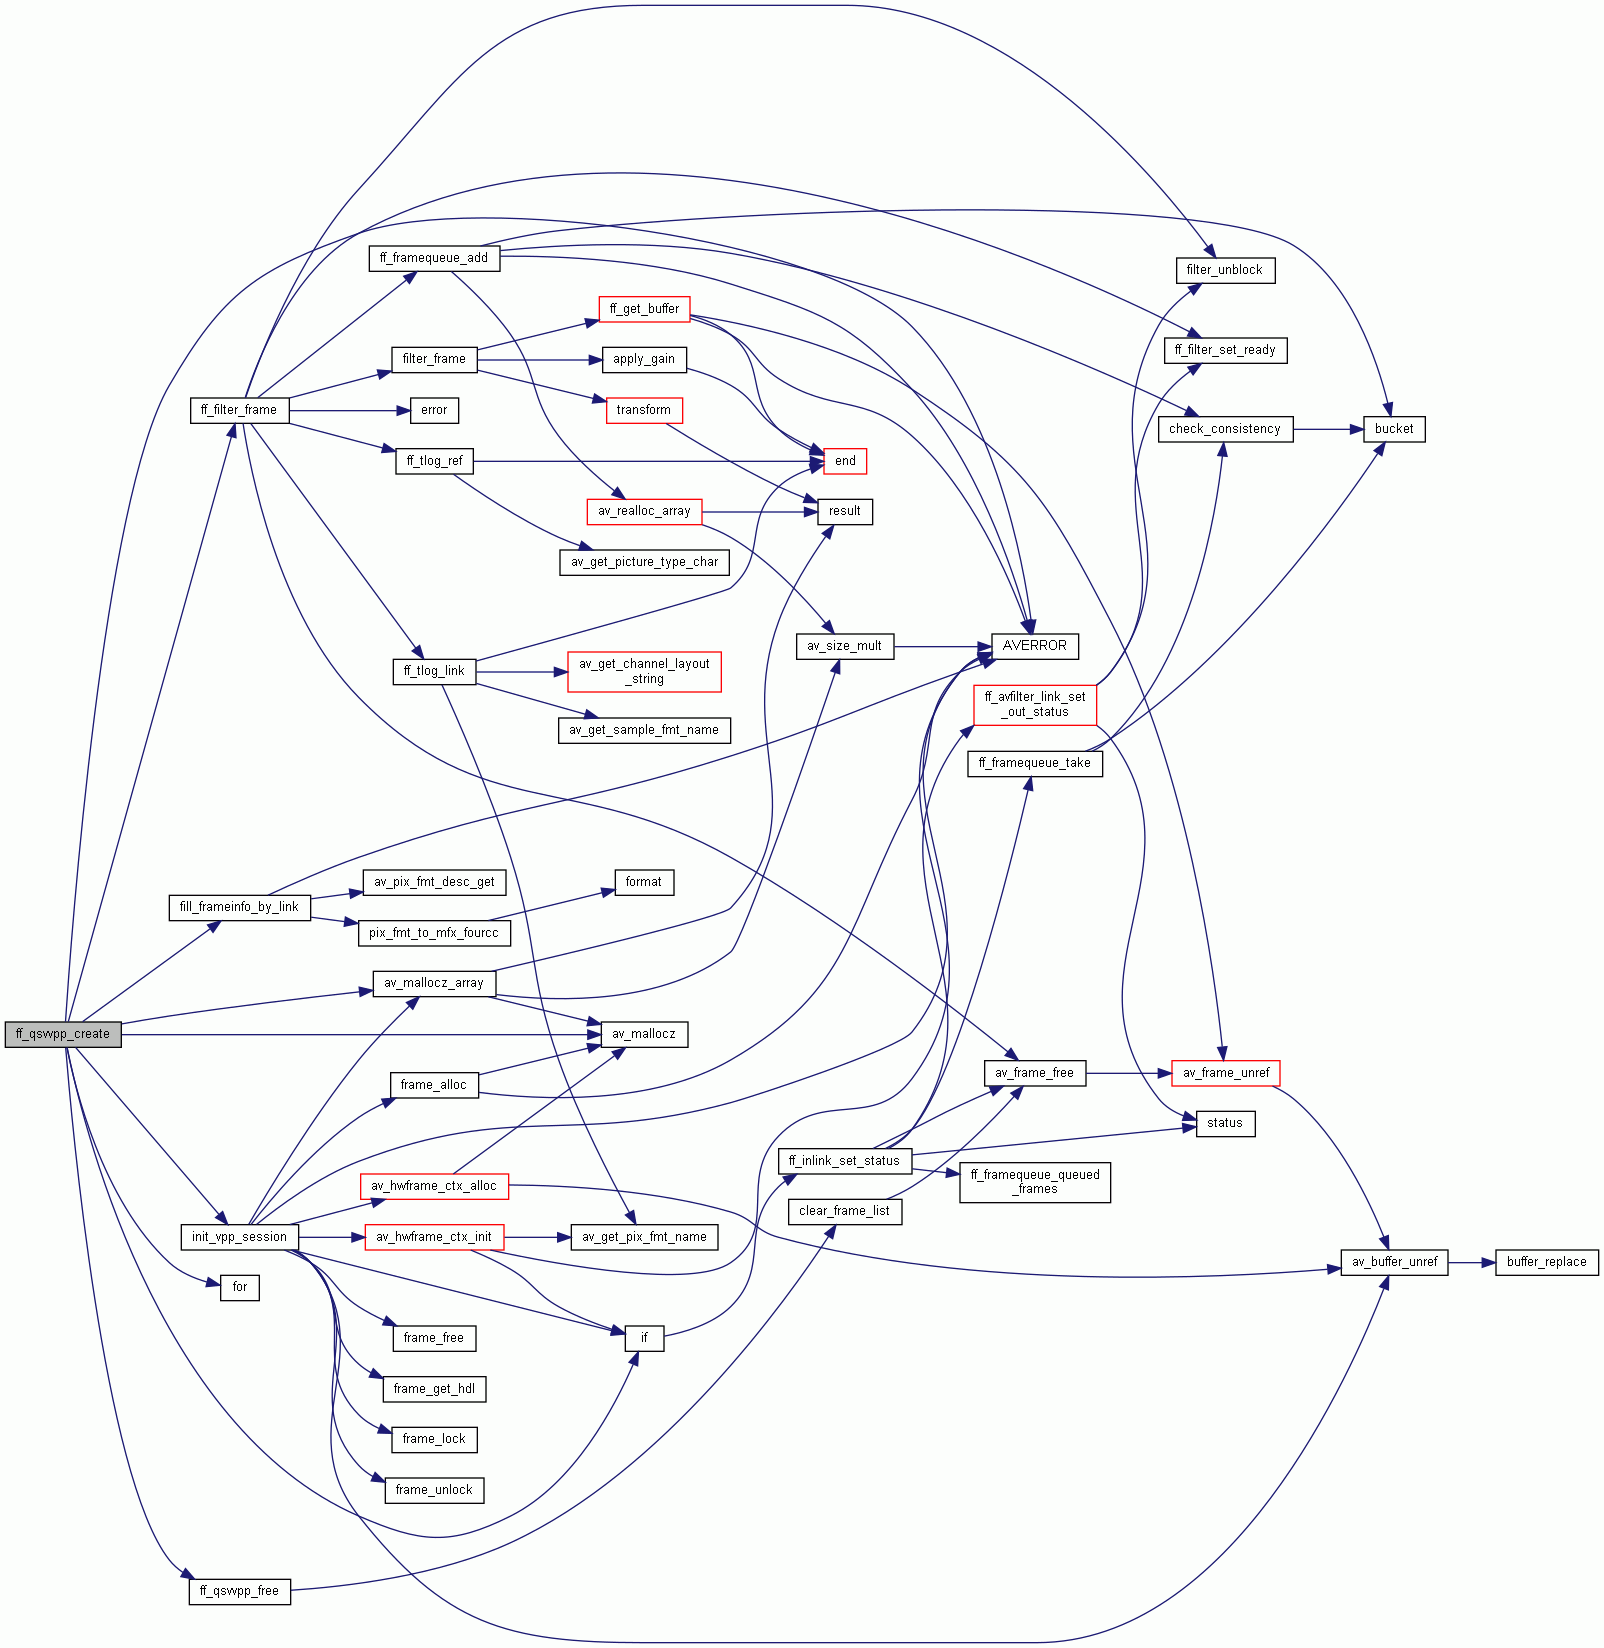 filter_unblock
ff_framequeue_add
ff_get_buffer
ff_filter_set_ready
filter_frame
apply_gain
ff_filter_frame
error
transform
check_consistency
bucket
ff_tlog_ref
end
av_realloc_array
result
av_get_picture_type_char
av_size_mult
AVERROR
ff_tlog_link
av_get_channel_layout
_string
ff_avfilter_link_set
_out_status
av_get_sample_fmt_name
ff_framequeue_take
av_pix_fmt_desc_get
format
fill_frameinfo_by_link
pix_fmt_to_mfx_fourcc
av_mallocz_array
ff_qsvvpp_create
av_mallocz
frame_alloc
av_frame_free
av_frame_unref
status
ff_inlink_set_status
ff_framequeue_queued
_frames
av_hwframe_ctx_alloc
clear_frame_list
init_vpp_session
av_hwframe_ctx_init
av_get_pix_fmt_name
av_buffer_unref
buffer_replace
for
frame_free
if
frame_get_hdl
frame_lock
frame_unlock
ff_qsvvpp_free